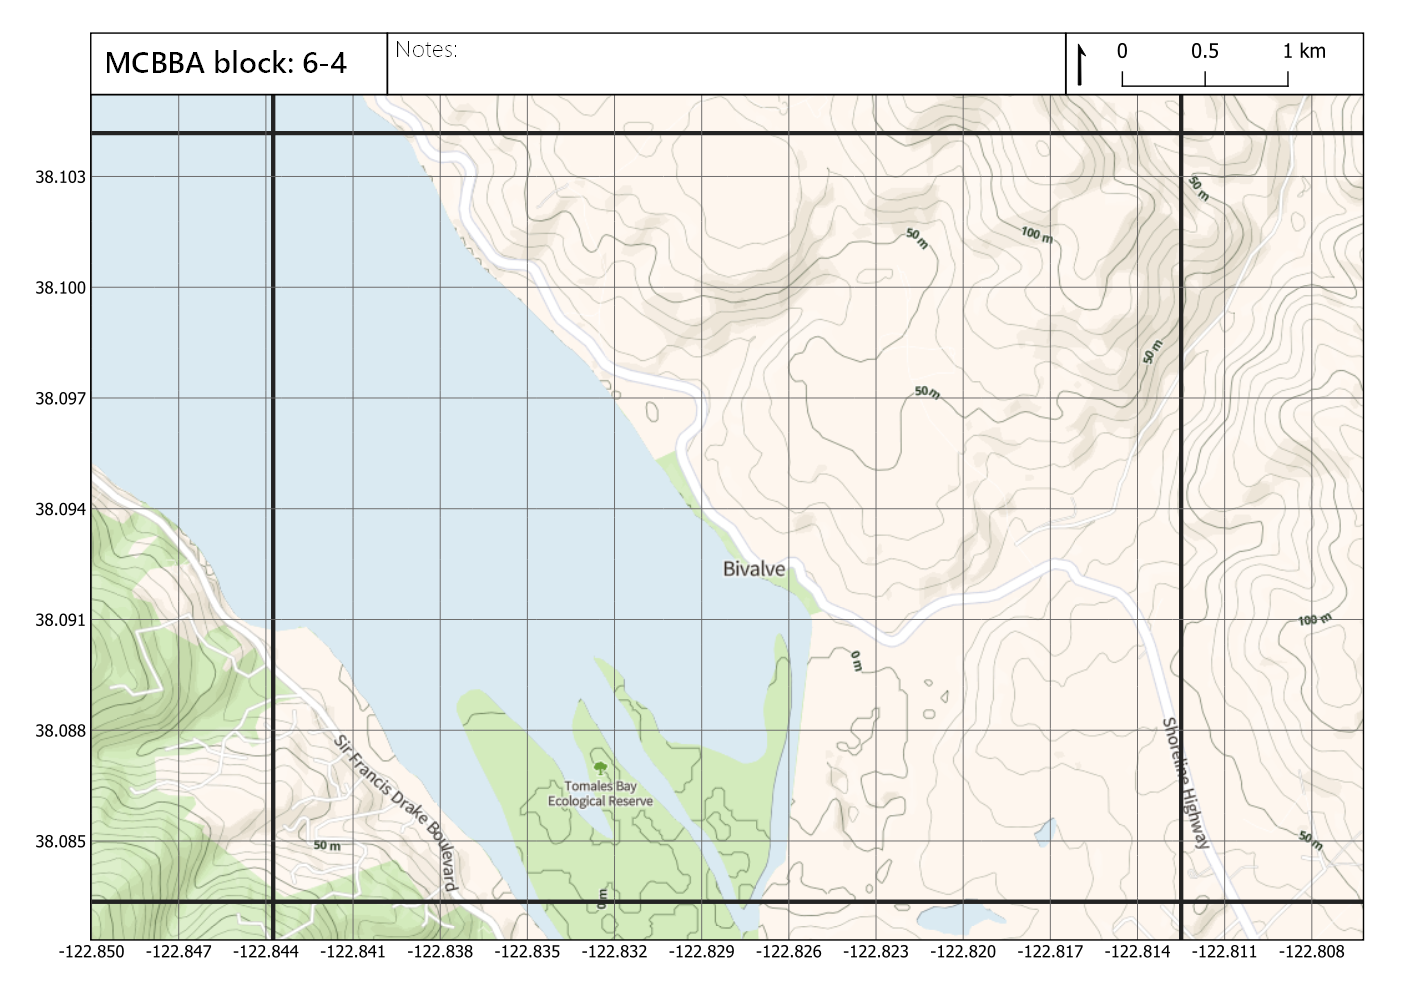 MCBBA block: 6-4
Notes:
0 0.5 1 km
38.103
38.100
38.097
38.094
38.091
38.088
38.085
50 m
50 m
100 m
50 m
50 m
Bivalve
100 m
0 m
Shoreline Highway
Sir Francis Drake Boulevard
Tomales Bay
Ecological Reserve
50 m
50 m
0 m
-122.850 -122.847 -122.844 -122.841 -122.838 -122.835 -122.832 -122.829 -122.826 -122.823 -122.820 -122.817 -122.814 -122.811 -122.808